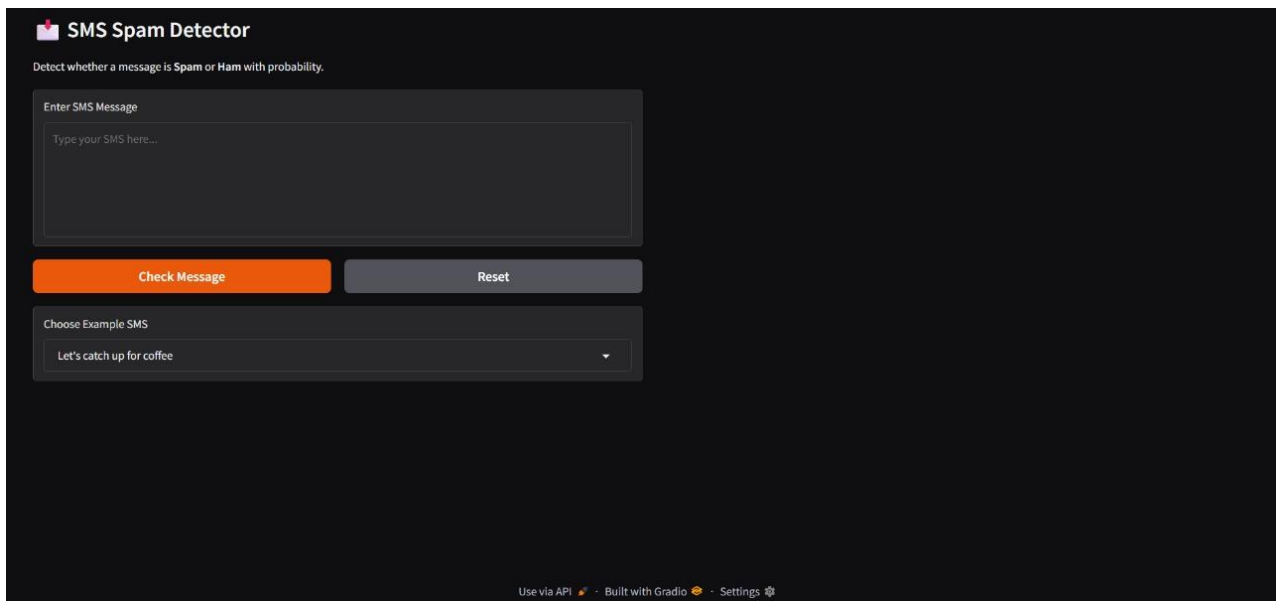 SMS Spam Detector
Detect whether a message is Spam or Ham with probability.
Enter SMS Message
Type your SMS here...
Check Message
Reset
Choose Example SMS
Let's catch up for coffee
Use via API · Built with Gradio · Settings